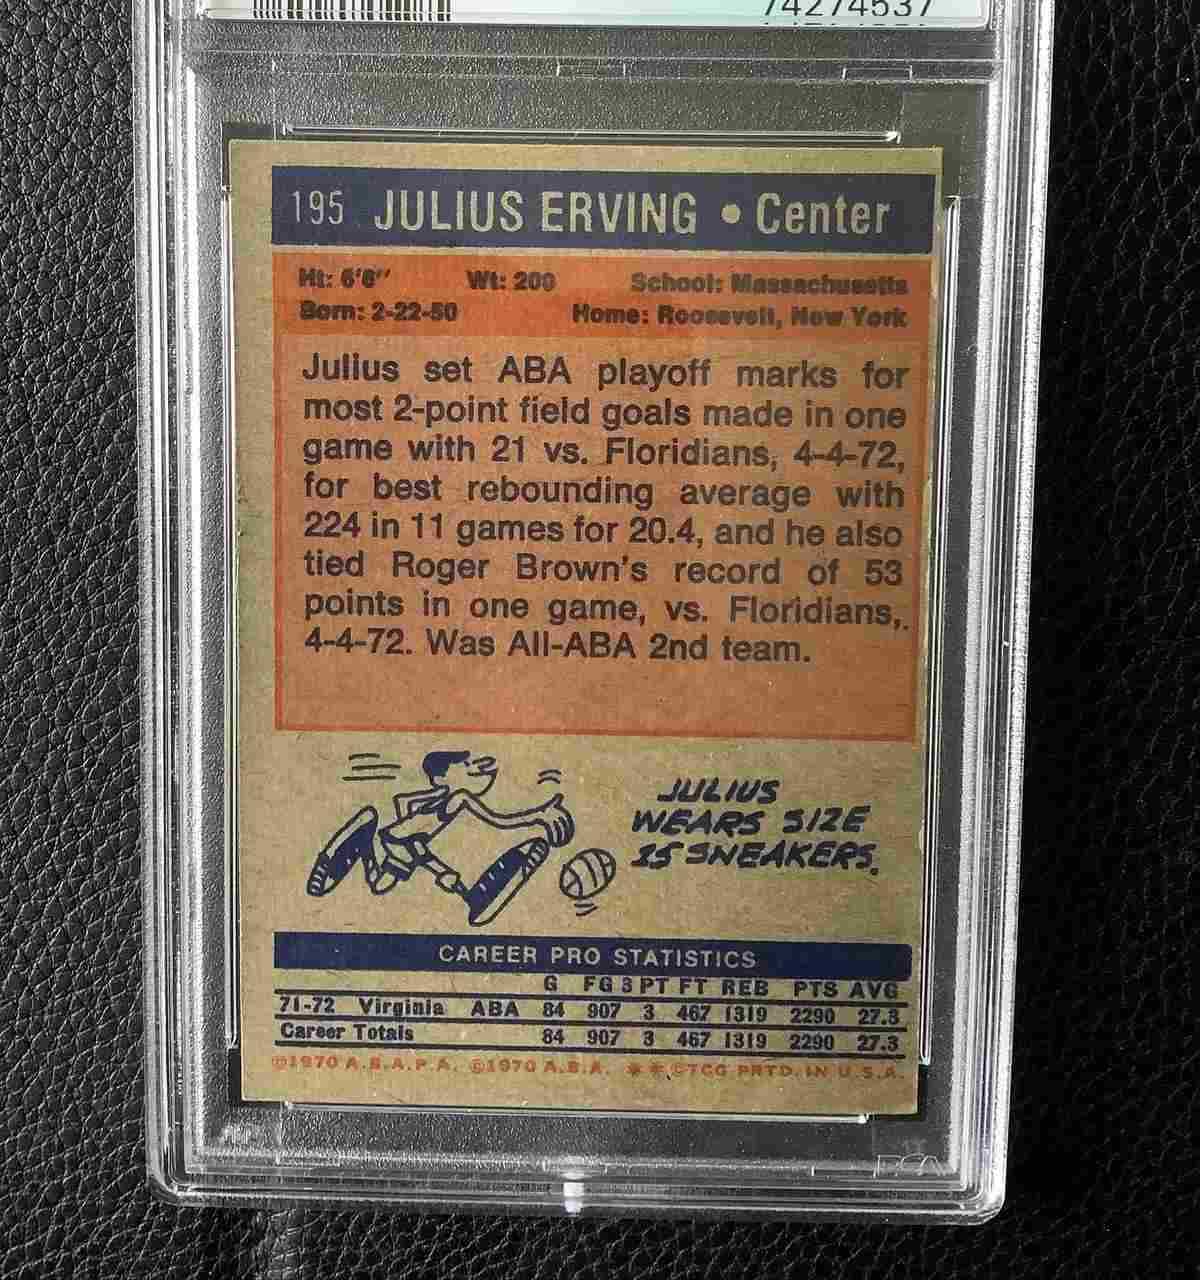 74274537
195 JULIUS ERVING • Center
Ht: 6'6" Wt: 200 School: Massachusetts
Born: 2-22-50 Home: Roosevelt, New York
Julius set ABA playoff marks for
most 2-point field goals made in one
game with 21 vs. Floridians, 4-4-72,
for best rebounding average with
224 in 11 games for 20.4, and he also
tied Roger Brown's record of 53
points in one game, vs. Floridians,.
4-4-72. Was All-ABA 2nd team.
JULIUS
WEARS SIZE
15 SNEAKERS.
CAREER PRO STATISTICS
G FG 3PT FT REB PTS AVG
71-72 Virginia ABA 84 907 3 467 1319 2290 27.3
Career Totals 84 907 3 467 1319 2290 27.3
©1970 A.B.A.P.A. ©1970 A.B.A. ✶ ✶ ©TCG PRTD. IN U.S.A.
PSA